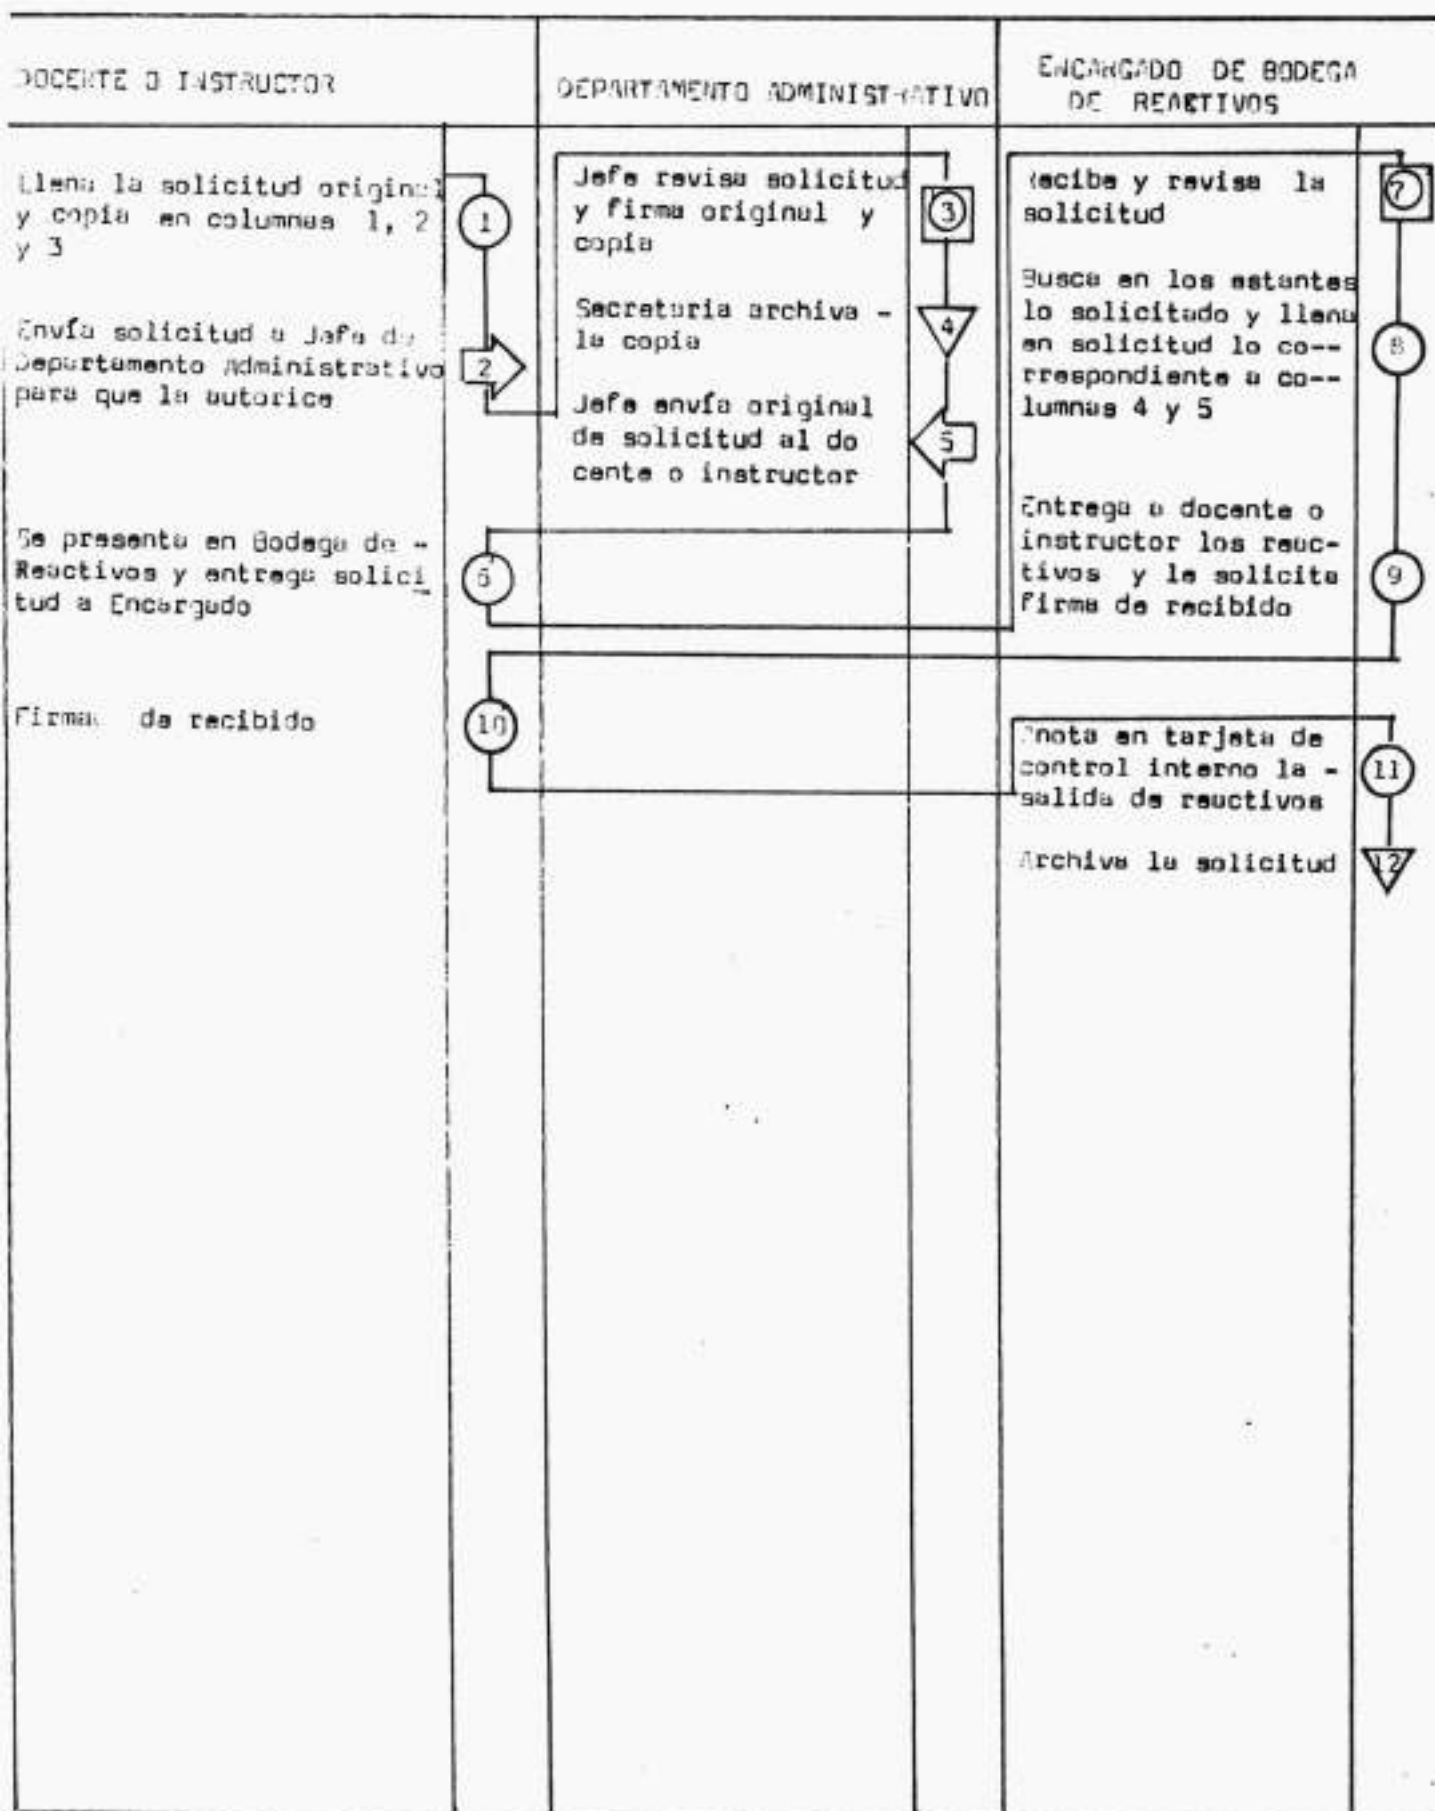 DOCENTE O INSTRUCTOR
DEPARTAMENTO ADMINISTRATIVO
ENCARGADO DE BODEGA
DE REACTIVOS
Llena la solicitud original
y copia en columnas 1, 2
y 3
1
Envía solicitud a Jefe de
Departamento Administrativo
para que la autorice
2
Se presenta en Bodega de -
Reactivos y entrega solici
tud a Encargado
6
Firma de recibido
10
Jefe revisa solicitud
y firma original y
copia
3
Secretaria archiva -
la copia
4
Jefe envía original
de solicitud al do
cente o instructor
5
Recibe y revisa la
solicitud
7
Busca en los estantes
lo solicitado y llena
en solicitud lo co--
rrespondiente a co--
lumnas 4 y 5
8
Entrega a docente o
instructor los reac-
tivos y le solicita
firma de recibido
9
Anota en tarjeta de
control interno la -
salida de reactivos
11
Archiva la solicitud
12